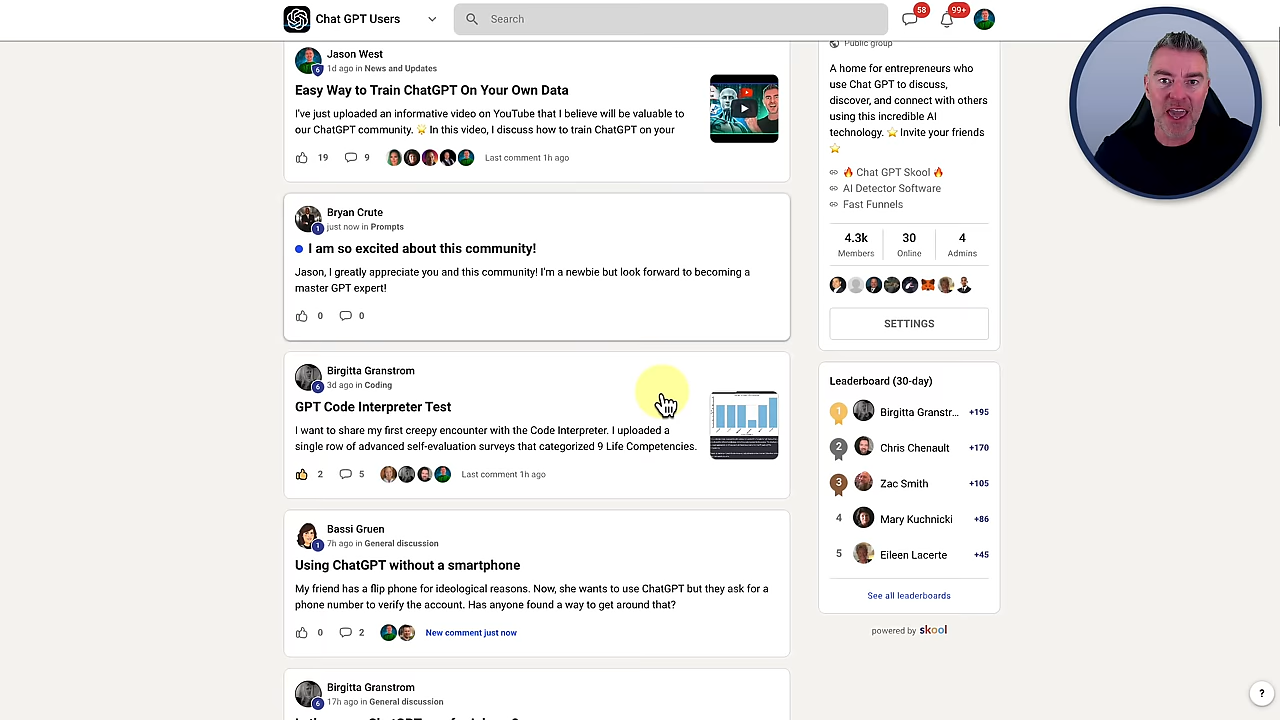 Chat GPT Users
Search
58
99+
Jason West
6
1d ago in News and Updates
Easy Way to Train ChatGPT On Your Own Data
I've just uploaded an informative video on YouTube that I believe will be valuable to
our ChatGPT community. 🌟 In this video, I discuss how to train ChatGPT on your
19
9
Last comment 1h ago
Bryan Crute
1
just now in Prompts
I am so excited about this community!
Jason, I greatly appreciate you and this community! I'm a newbie but look forward to becoming a
master GPT expert!
0
0
Birgitta Granstrom
6
3d ago in Coding
GPT Code Interpreter Test
I want to share my first creepy encounter with the Code Interpreter. I uploaded a
single row of advanced self-evaluation surveys that categorized 9 Life Competencies.
2
5
Last comment 1h ago
Bassi Gruen
1
7h ago in General discussion
Using ChatGPT without a smartphone
My friend has a flip phone for ideological reasons. Now, she wants to use ChatGPT but they ask for a
phone number to verify the account. Has anyone found a way to get around that?
0
2
New comment just now
Birgitta Granstrom
6
17h ago in General discussion
Public group
A home for entrepreneurs who
use Chat GPT to discuss,
discover, and connect with others
using this incredible AI
technology. ⭐ Invite your friends
⭐
🔥 Chat GPT Skool 🔥
AI Detector Software
Fast Funnels
4.3k
Members
30
Online
4
Admins
SETTINGS
Leaderboard (30-day)
1
Birgitta Granstr...
+195
2
Chris Chenault
+170
3
Zac Smith
+105
4
Mary Kuchnicki
+86
5
Eileen Lacerte
+45
See all leaderboards
powered by skool
?